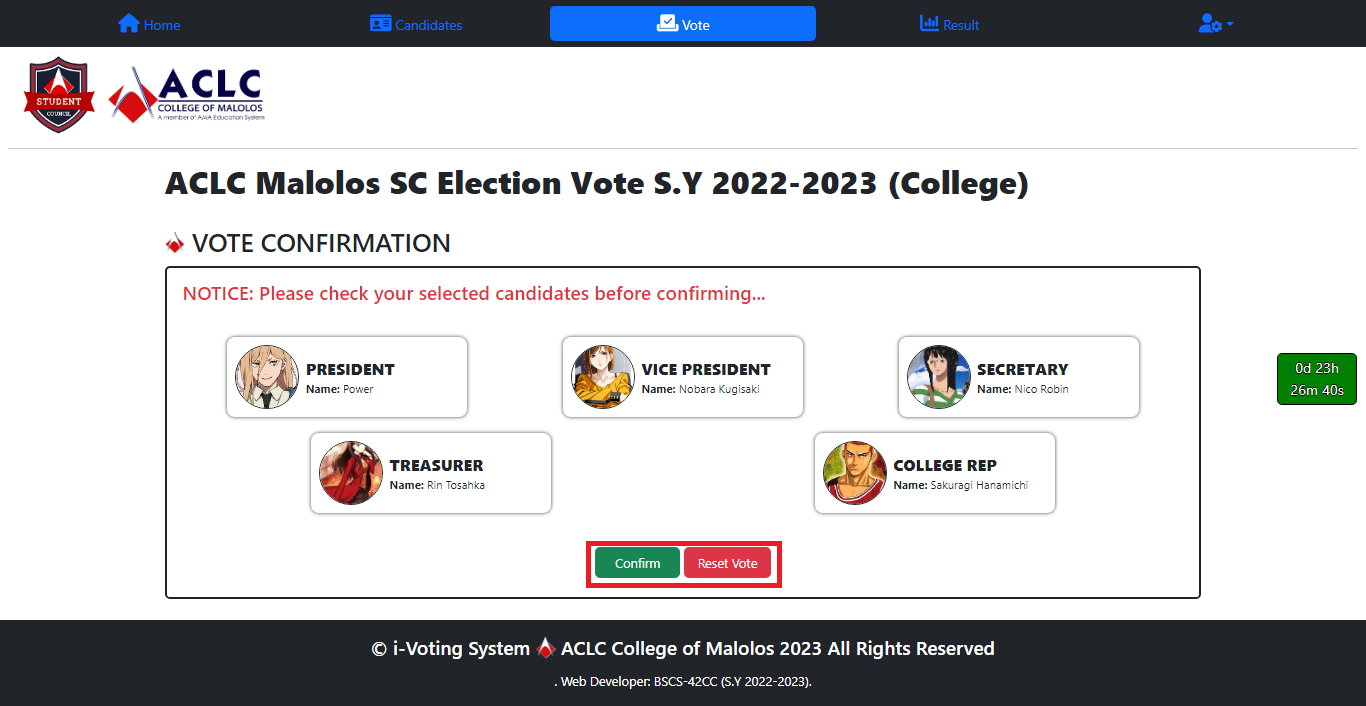 Home
Candidates
Vote
Result
STUDENT
COUNCIL
ACLC
COLLEGE OF MALOLOS
A member of AMA Education System
ACLC Malolos SC Election Vote S.Y 2022-2023 (College)
VOTE CONFIRMATION
NOTICE: Please check your selected candidates before confirming...
PRESIDENT
Name: Power
VICE PRESIDENT
Name: Nobara Kugisaki
SECRETARY
Name: Nico Robin
0d 23h
26m 40s
TREASURER
Name: Rin Tosahka
COLLEGE REP
Name: Sakuragi Hanamichi
Confirm
Reset Vote
© i-Voting System ACLC College of Malolos 2023 All Rights Reserved
. Web Developer: BSCS-42CC (S.Y 2022-2023).